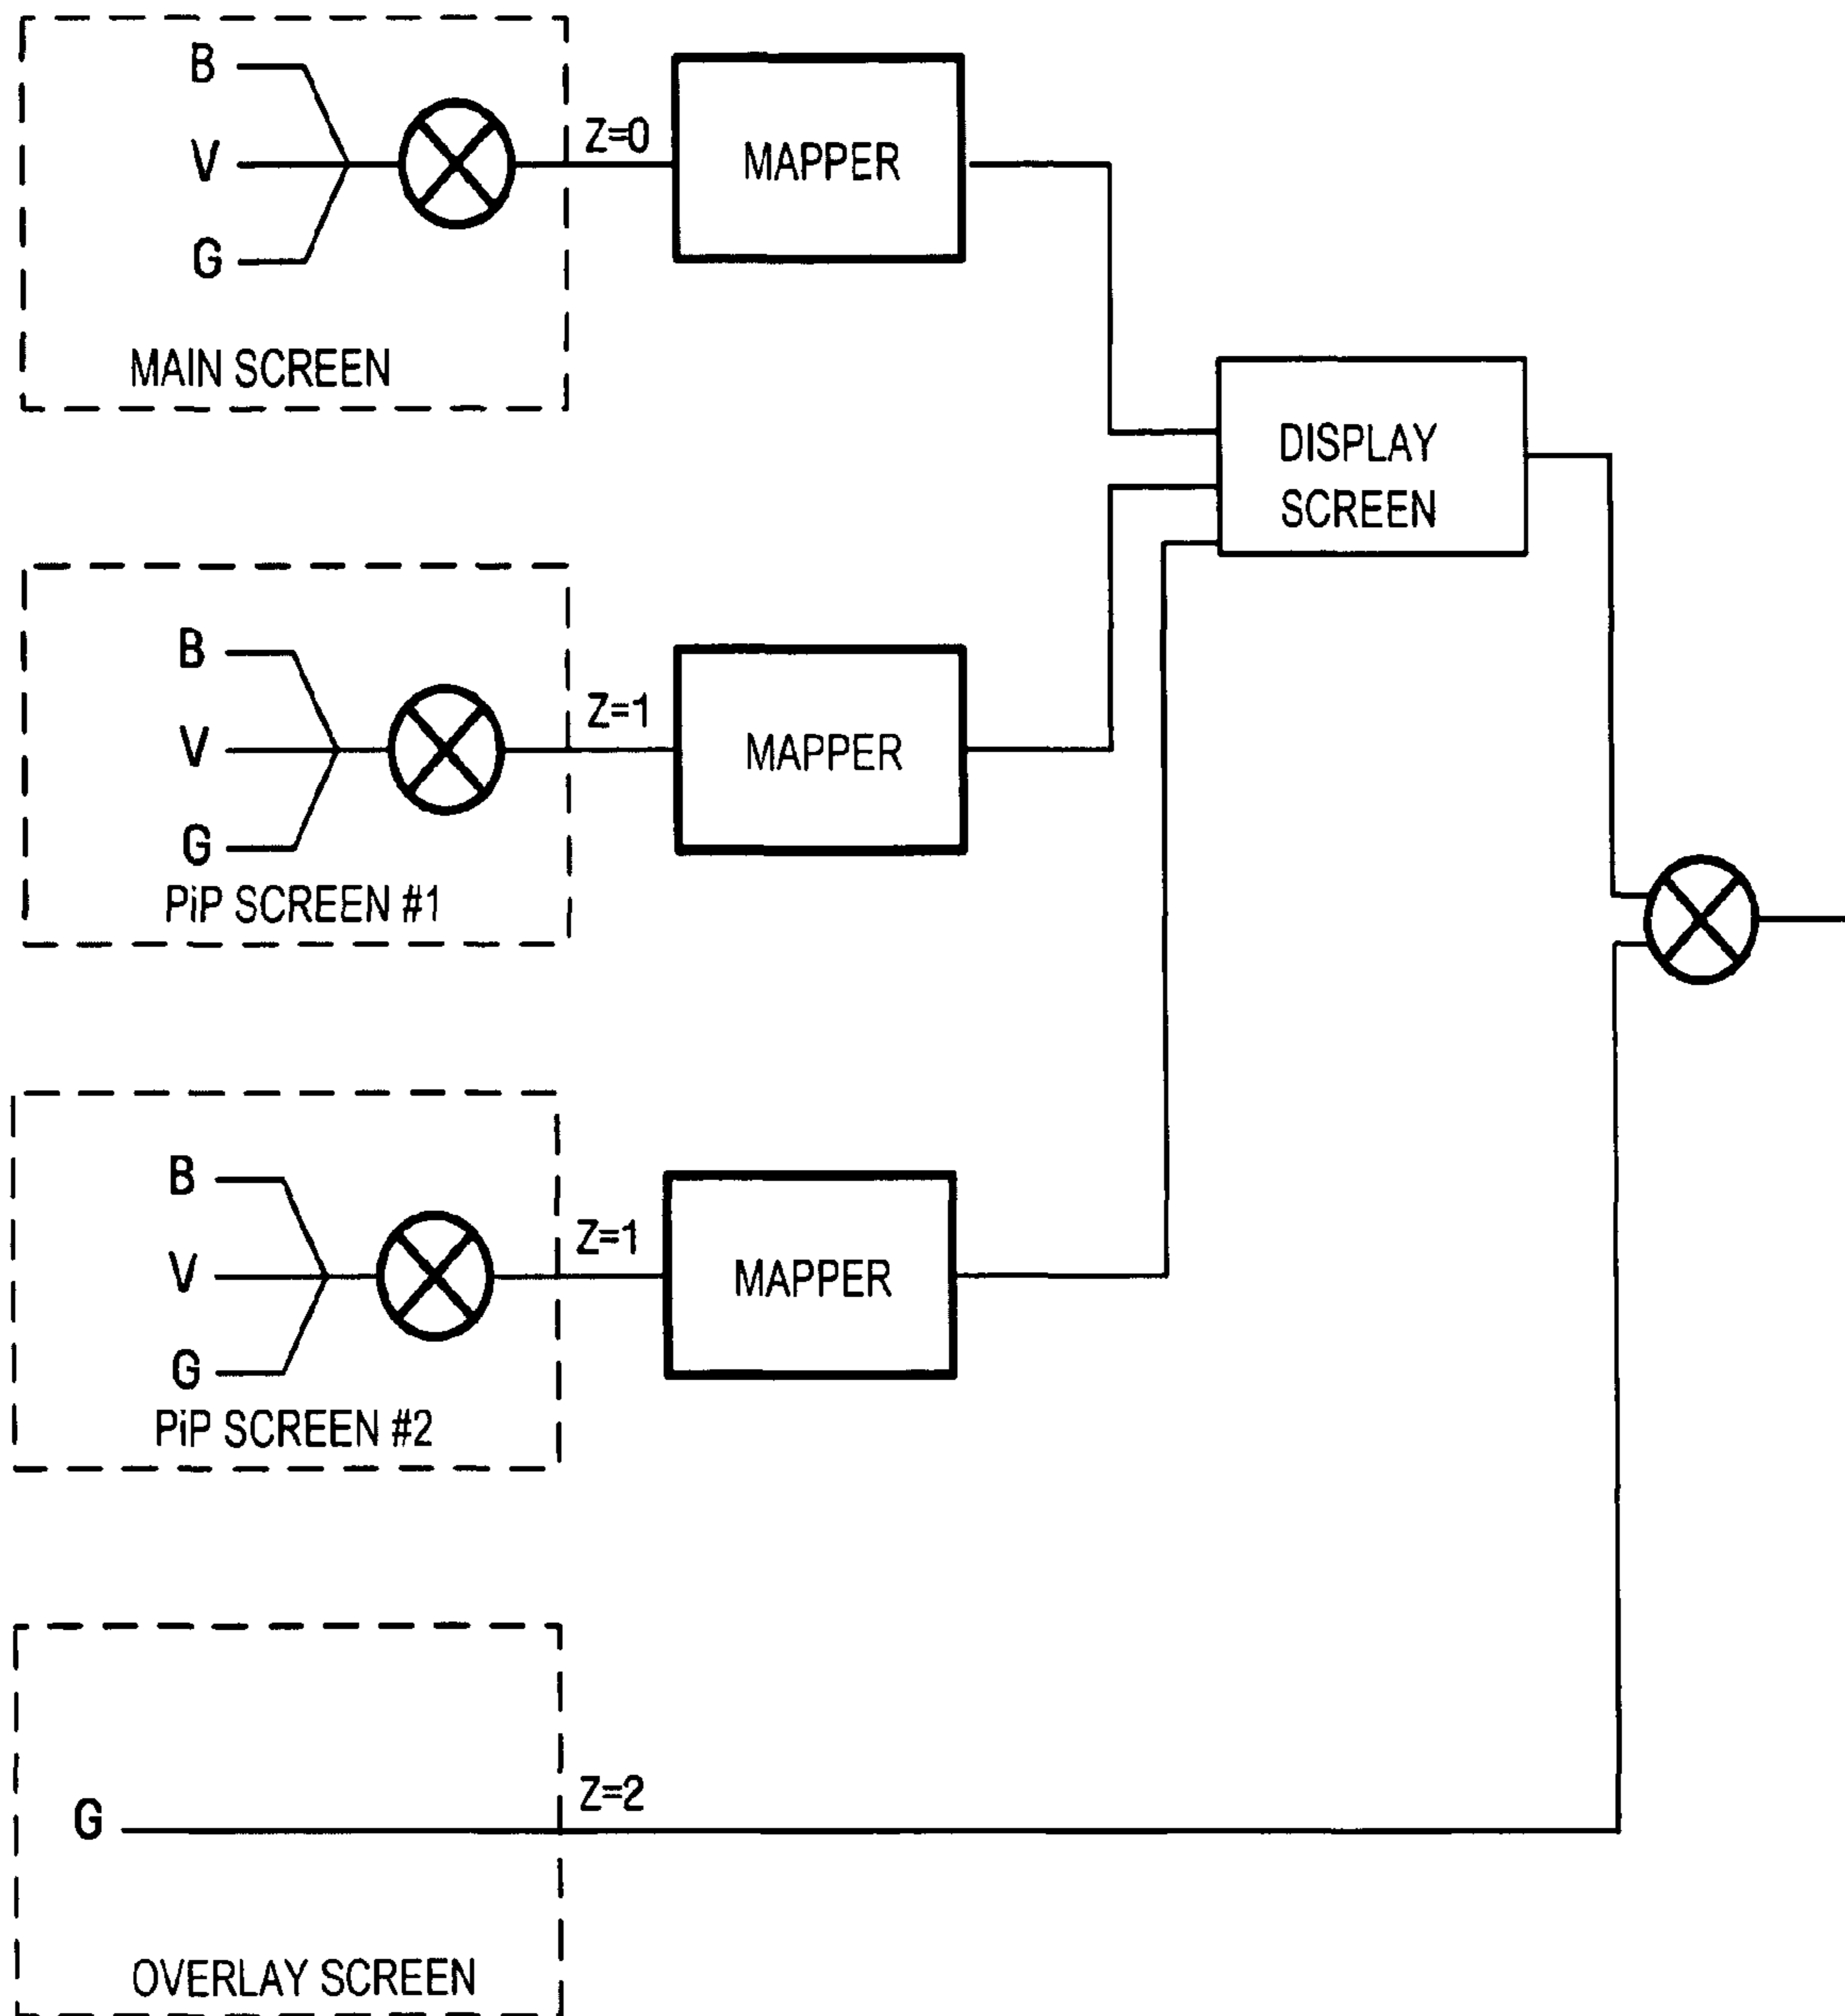 B
V
G
Z=0
MAPPER
MAIN SCREEN
DISPLAY
SCREEN
B
V
G
Z=1
MAPPER
PiP SCREEN #1
B
V
G
Z=1
MAPPER
PiP SCREEN #2
G
Z=2
OVERLAY SCREEN